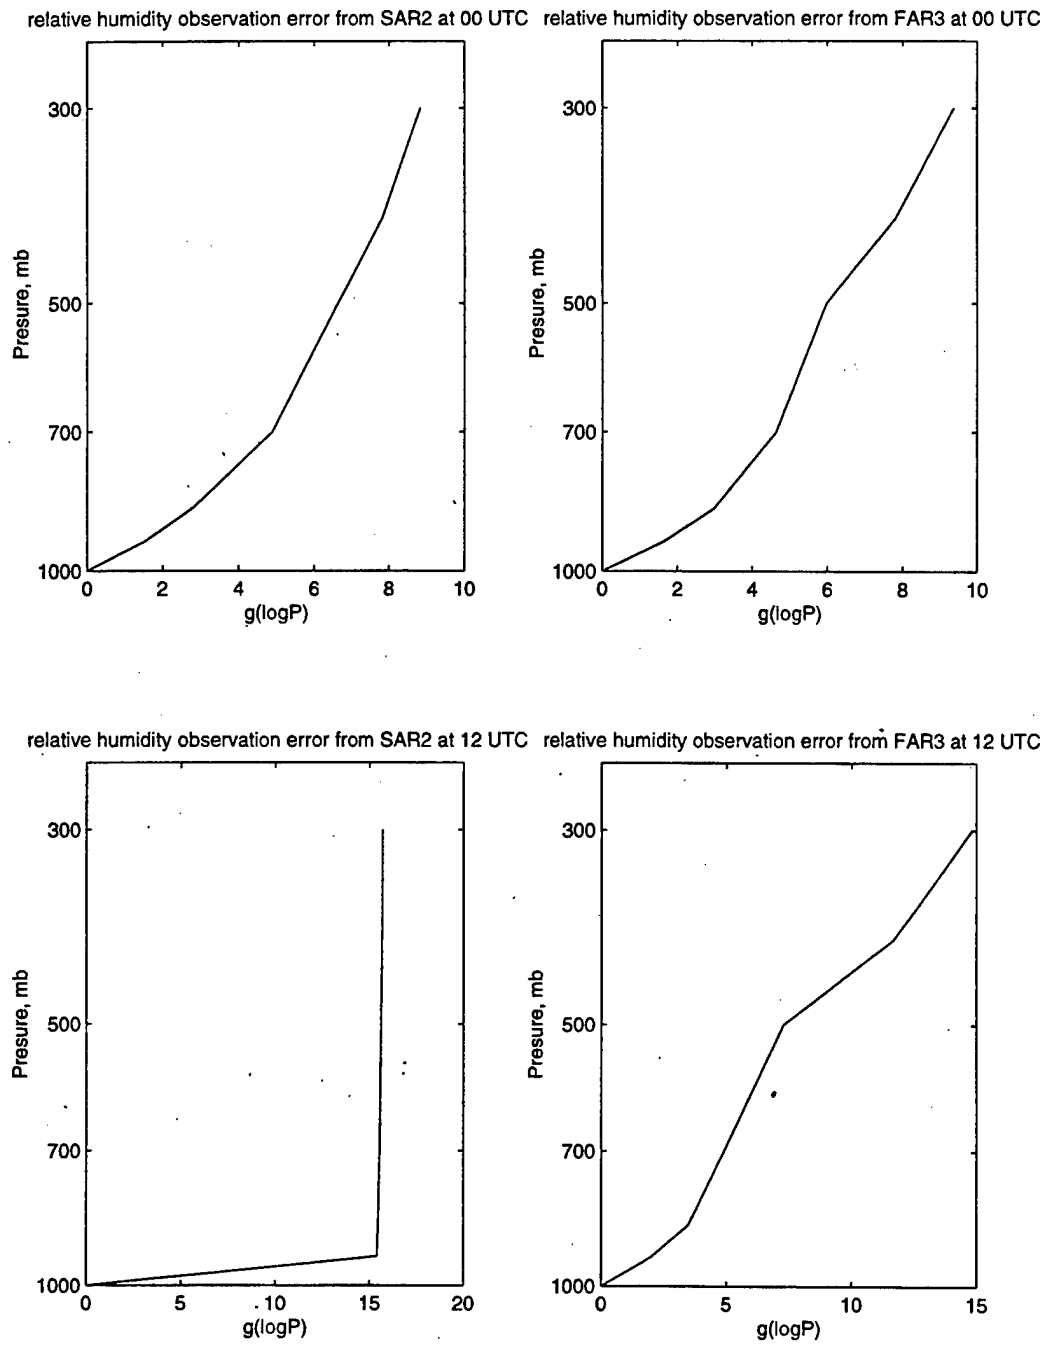 relative humidity observation error from SAR2 at 00 UTC
300
500
700
1000
0 2 4 6 8 10
Presure, mb
g(logP)
relative humidity observation error from FAR3 at 00 UTC
300
500
700
1000
0 2 4 6 8 10
Presure, mb
g(logP)
relative humidity observation error from SAR2 at 12 UTC
300
500
700
1000
0 5 10 15 20
Presure, mb
g(logP)
relative humidity observation error from FAR3 at 12 UTC
300
500
700
1000
0 5 10 15
Presure, mb
g(logP)